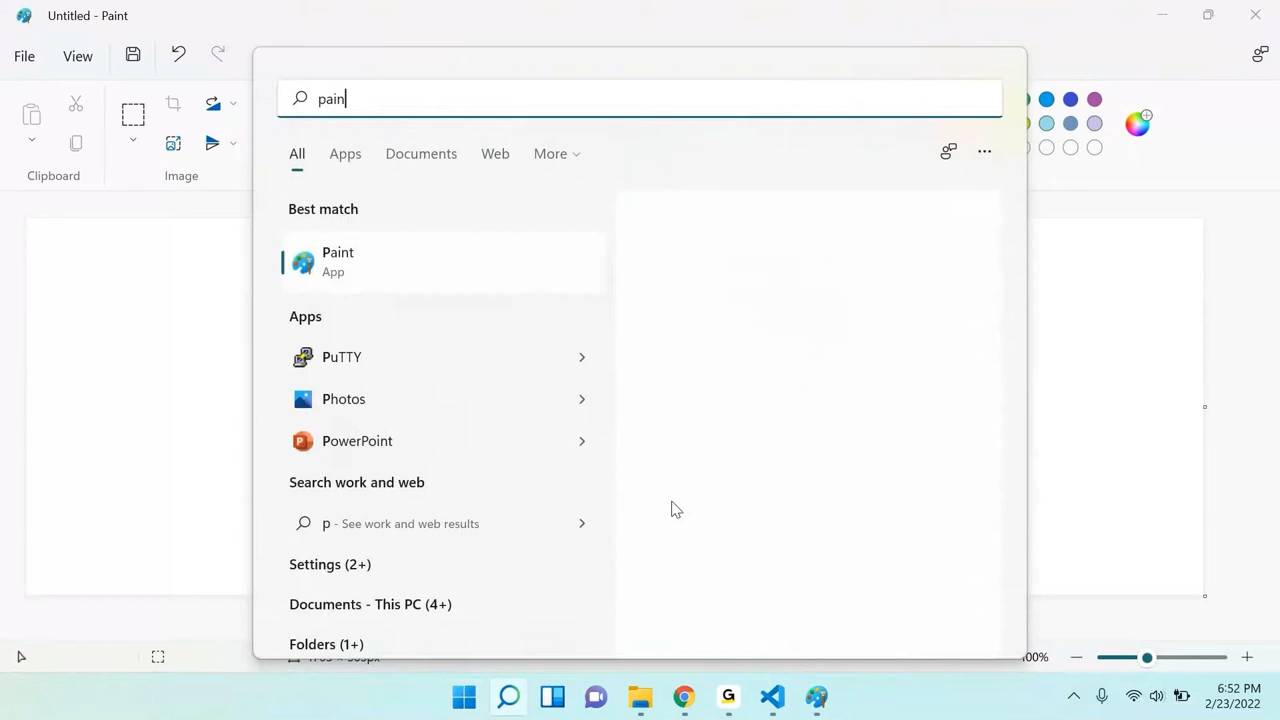 Untitled - Paint
File
View
pain
All
Apps
Documents
Web
More
Clipboard
Image
Best match
Paint
App
Apps
PuTTY
Photos
PowerPoint
Search work and web
p - See work and web results
Settings (2+)
Documents - This PC (4+)
Folders (1+)
100%
6:52 PM
2/23/2022